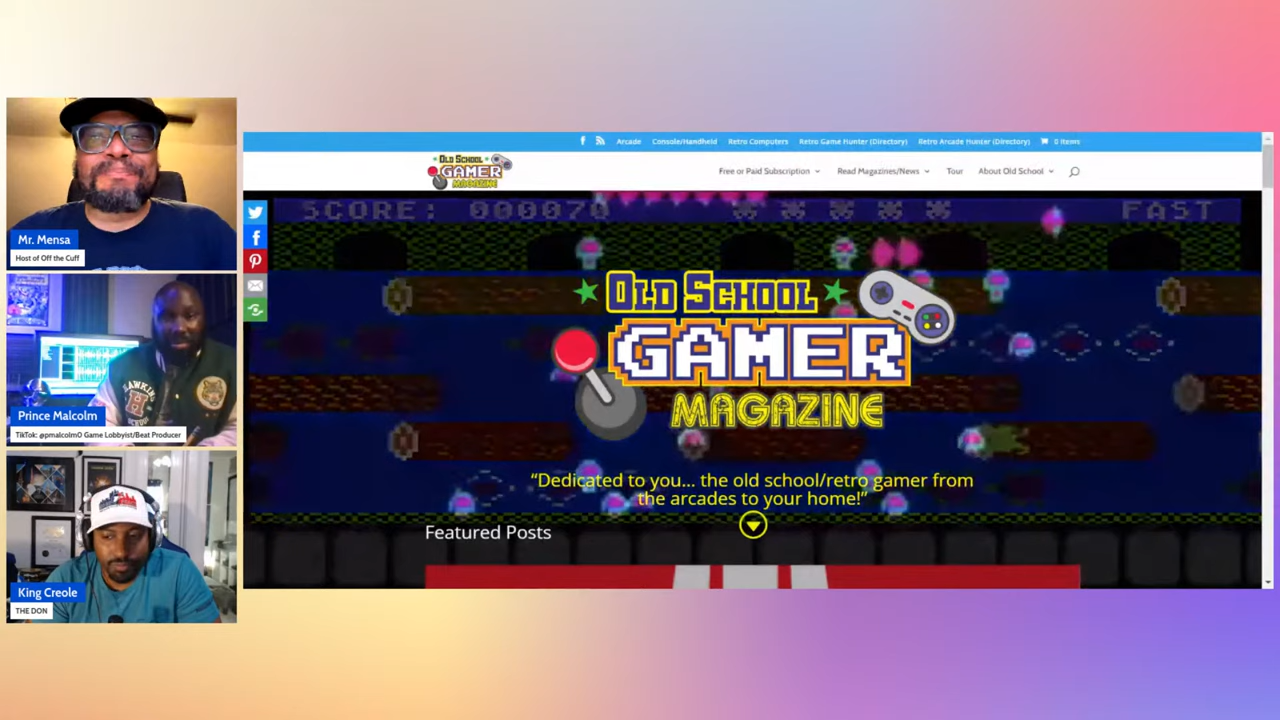 Mr. Mensa
Host of Off the Cuff
Prince Malcolm
TikTok: @pmalcolm0 Game Lobbyist/Beat Producer
King Creole
THE DON
Arcade
Console/Handheld
Retro Computers
Retro Game Hunter (Directory)
Retro Arcade Hunter (Directory)
0 Items
OLD SCHOOL
GAMER
MAGAZINE
Free or Paid Subscription
Read Magazines/News
Tour
About Old School
SCORE: 000070
FAST
OLD SCHOOL
GAMER
MAGAZINE
“Dedicated to you... the old school/retro gamer from
the arcades to your home!”
Featured Posts
HAWKINS
H